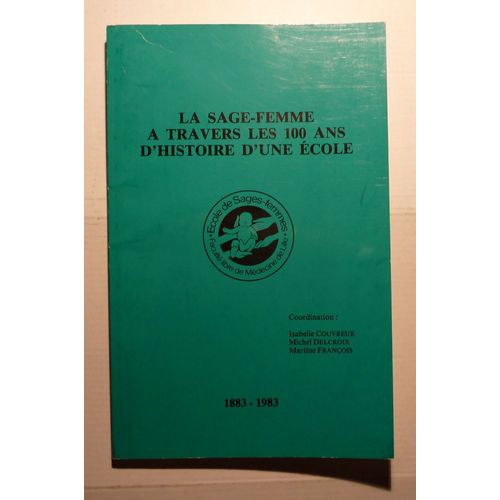 LA SAGE-FEMME
A TRAVERS LES 100 ANS
D'HISTOIRE D'UNE ÉCOLE
École de Sages-femmes
Faculté libre de Médecine de Lille
Coordination :
Isabelle COUVREUR
Michel DELCROIX
Martine FRANÇOIS
1883 - 1983